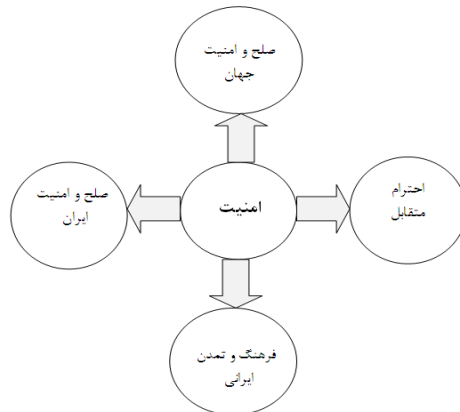 صلح و امنیت
جهان
احترام
متقابل
امنیت
صلح و امنیت
ایران
فرهنگ و تمدن
ایرانی